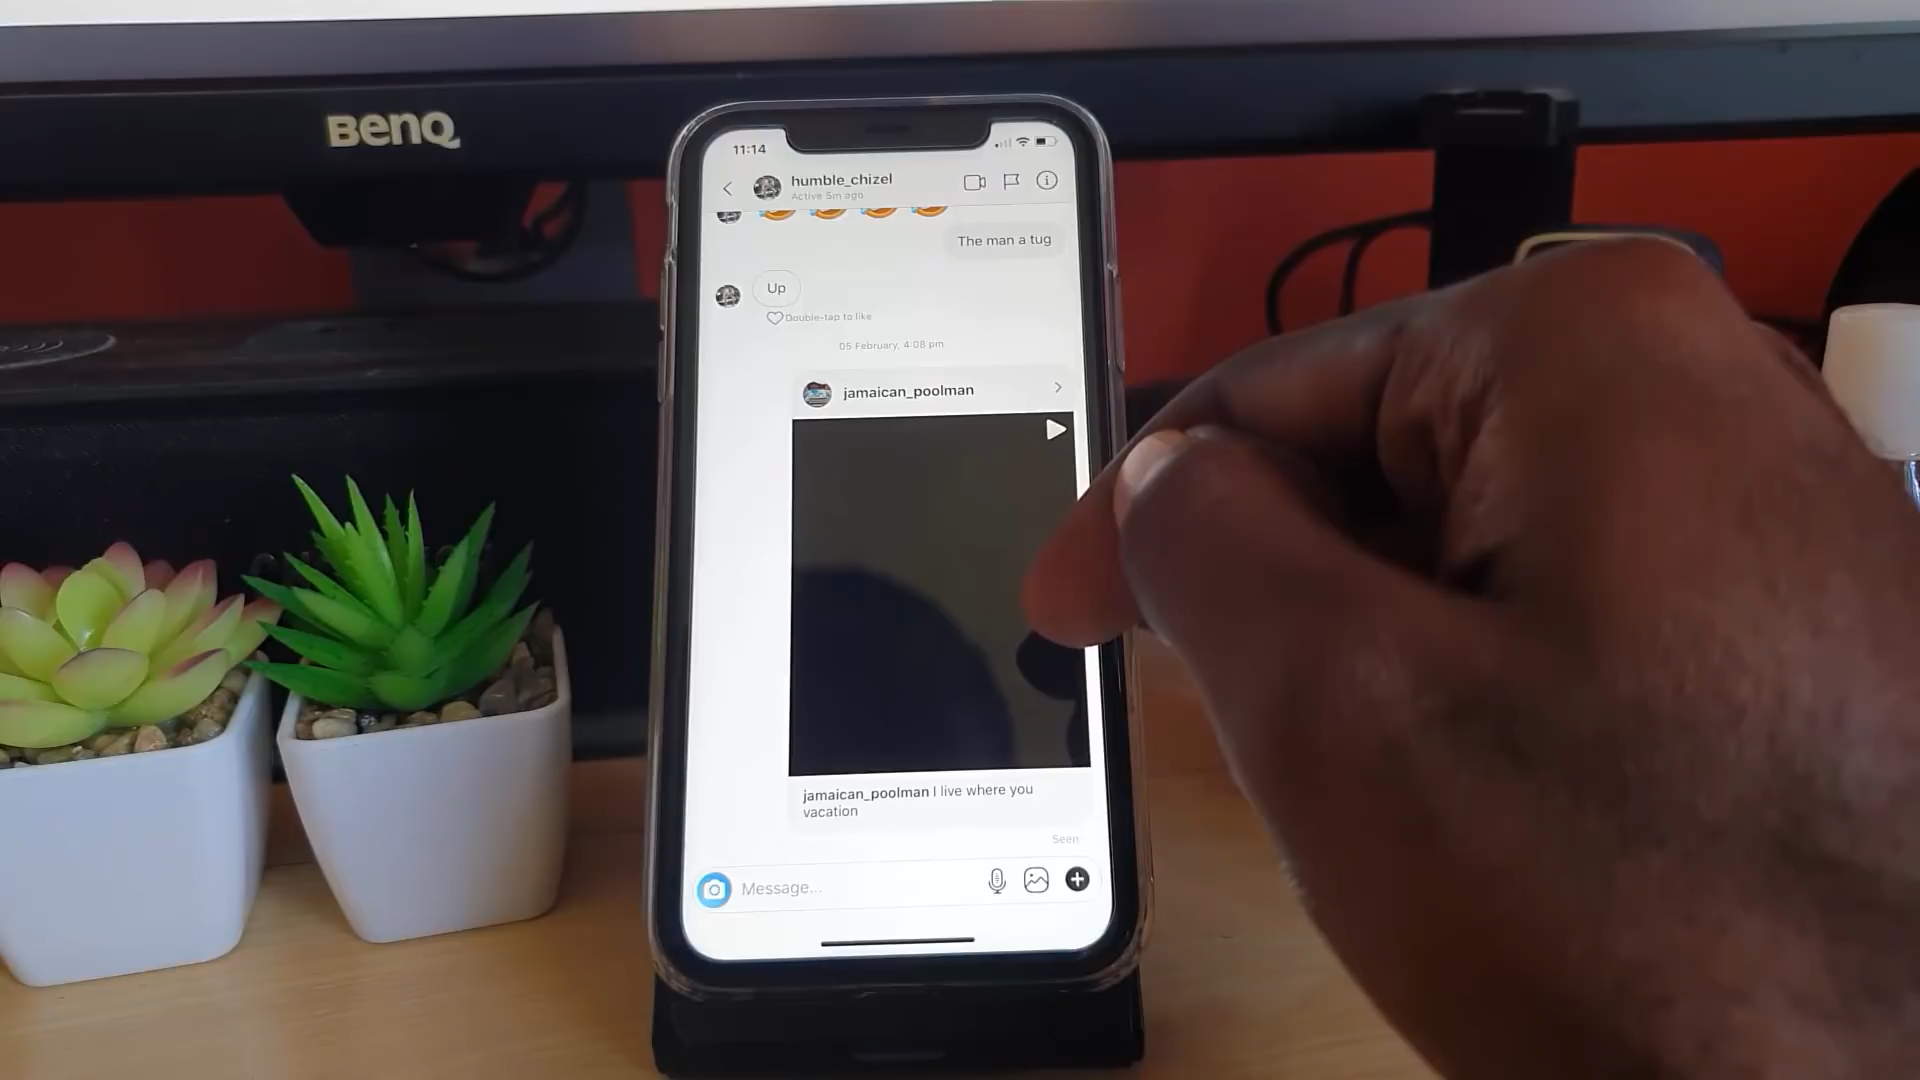 BenQ
11:14
humble_chizel
Active 5m ago
The man a tug
Up
Double-tap to like
05 February, 4:08 pm
jamaican_poolman
jamaican_poolman I live where you
vacation
Seen
Message...